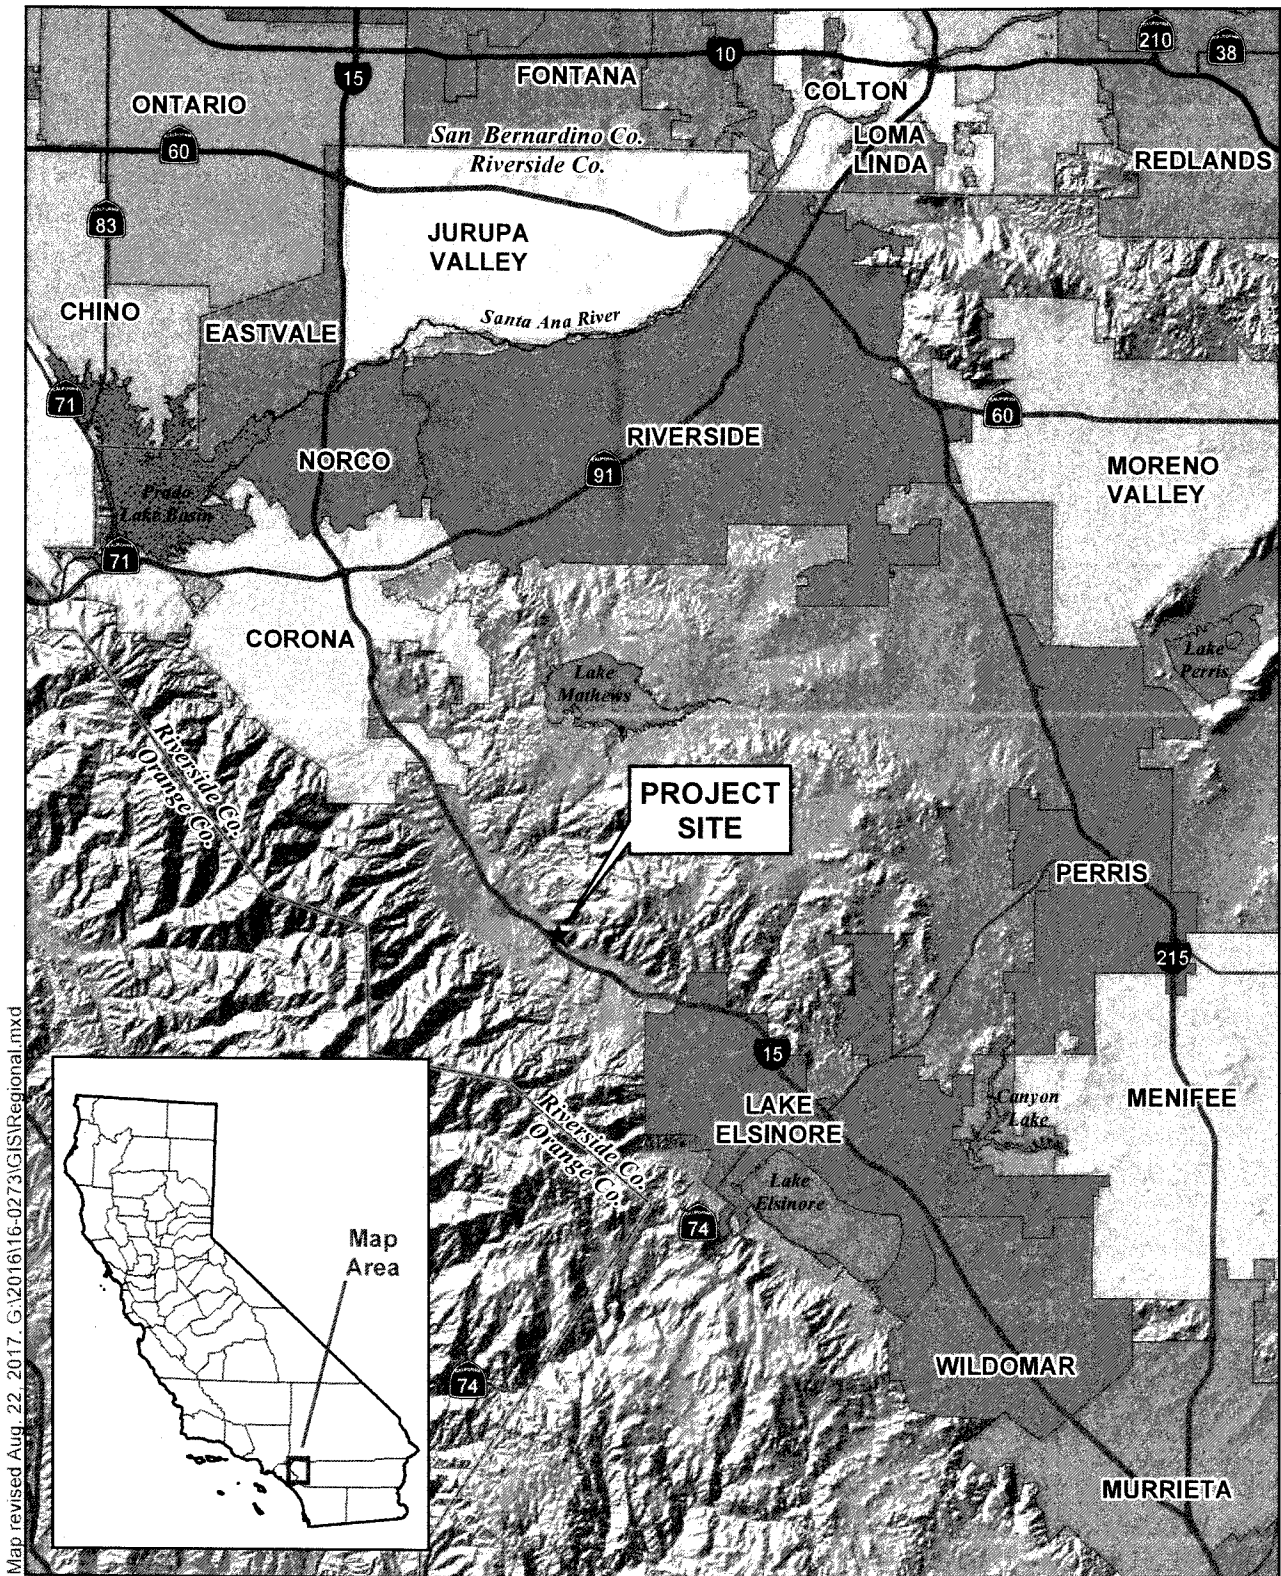 210
38
10
15
FONTANA
COLTON
ONTARIO
San Bernardino Co.
Riverside Co.
LOMA
LINDA
60
REDLANDS
83
JURUPA
VALLEY
CHINO
EASTVALE
Santa Ana River
71
60
RIVERSIDE
NORCO
91
MORENO
VALLEY
Prado
Lake Basin
71
CORONA
Lake
Mathews
Lake
Perris
Riverside Co.
Orange Co.
PROJECT
SITE
PERRIS
215
15
LAKE
ELSINORE
Canyon
Lake
MENIFEE
Riverside Co.
Orange Co.
Lake
Elsinore
74
Map
Area
74
WILDOMAR
MURRIETA
Map revised Aug. 22, 2017. G:\2016\16-0273\GIS\Regional.mxd